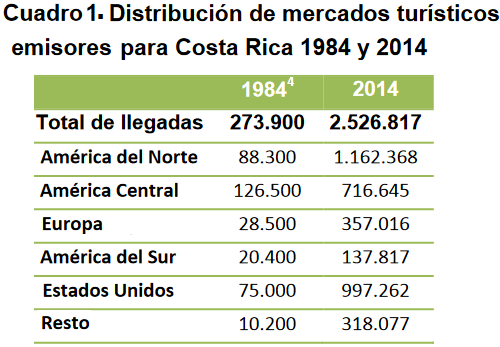 Cuadro 1. Distribución de mercados turísticos
emisores para Costa Rica 1984 y 2014
1984⁴ 2014
Total de llegadas 273.900 2.526.817
América del Norte 88.300 1.162.368
América Central 126.500 716.645
Europa 28.500 357.016
América del Sur 20.400 137.817
Estados Unidos 75.000 997.262
Resto 10.200 318.077